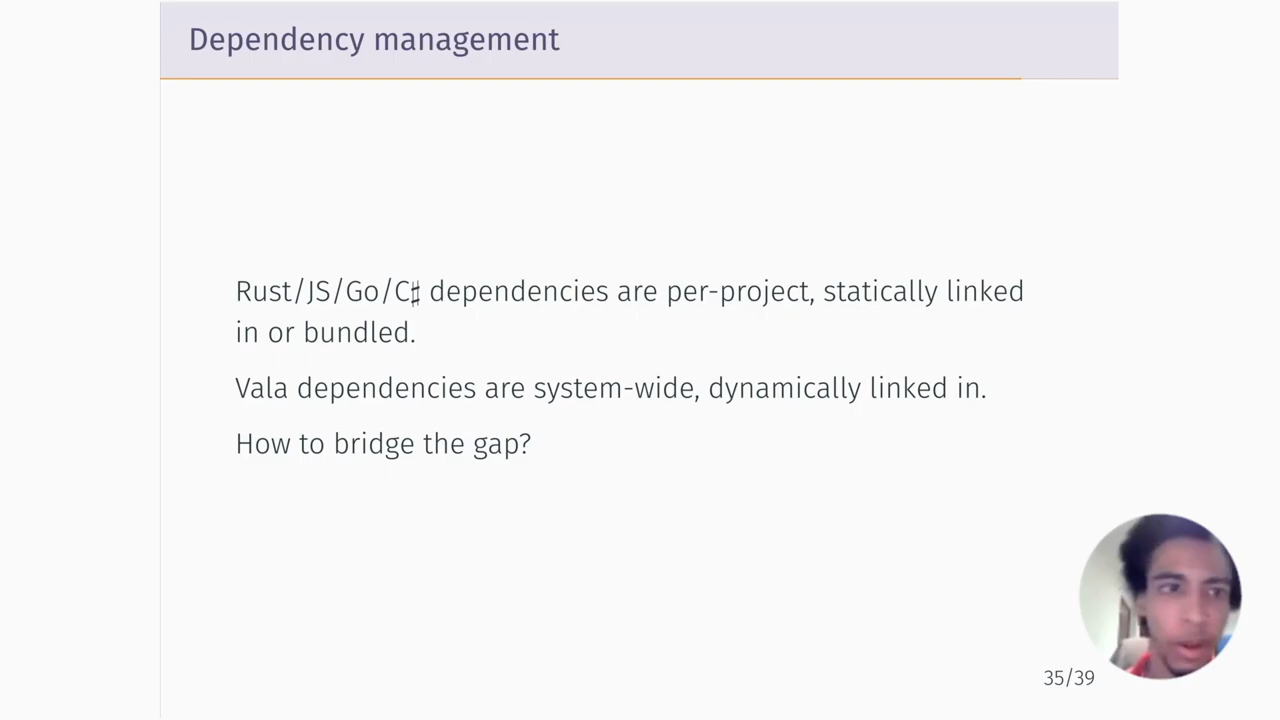 Dependency management
Rust/JS/Go/C♯ dependencies are per-project, statically linked
in or bundled.
Vala dependencies are system-wide, dynamically linked in.
How to bridge the gap?
35/39